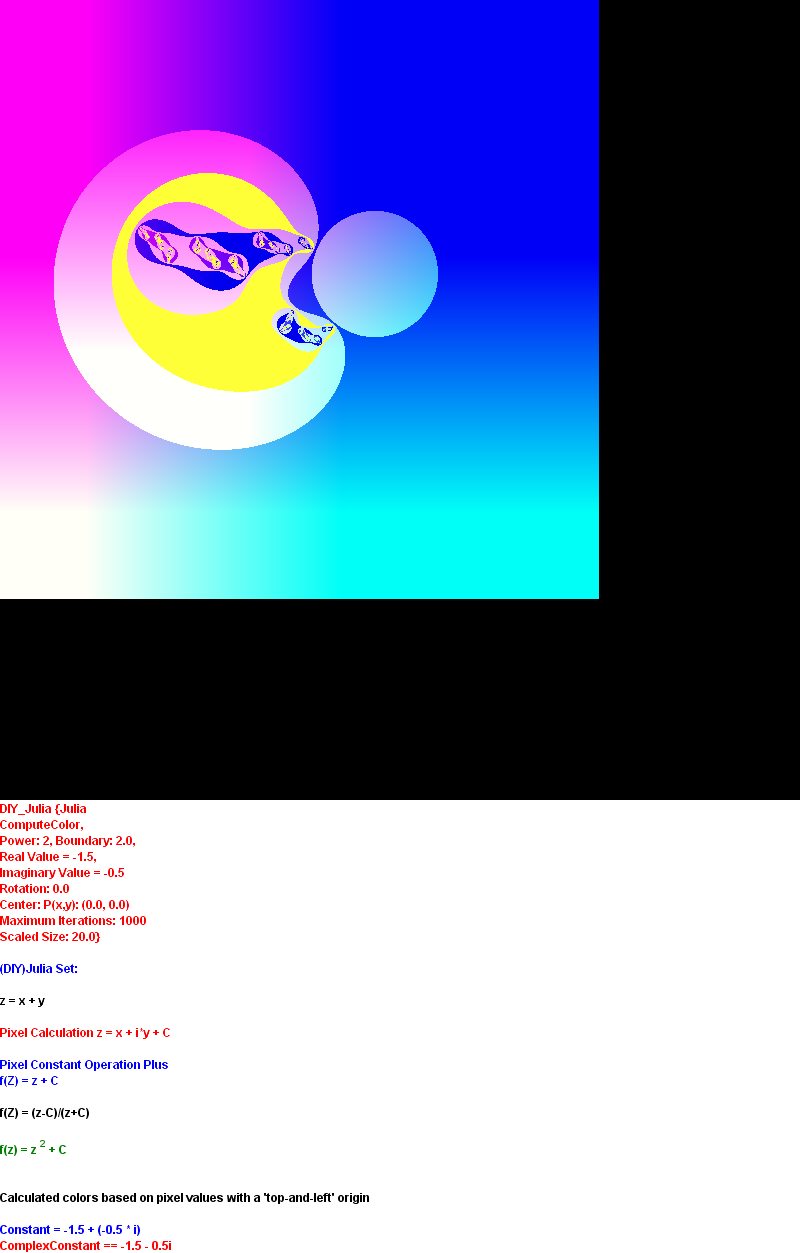 DIY_Julia {Julia
ComputeColor,
Power: 2, Boundary: 2.0,
Real Value = -1.5,
Imaginary Value = -0.5
Rotation: 0.0
Center: P(x,y): (0.0, 0.0)
Maximum Iterations: 1000
Scaled Size: 20.0}
(DIY)Julia Set:
z = x + y
Pixel Calculation z = x + i*y + C
Pixel Constant Operation Plus
f(Z) = z + C
f(Z) = (z-C)/(z+C)
f(z) = z 2 + C
Calculated colors based on pixel values with a 'top-and-left' origin
Constant = -1.5 + (-0.5 * i)
ComplexConstant == -1.5 - 0.5i